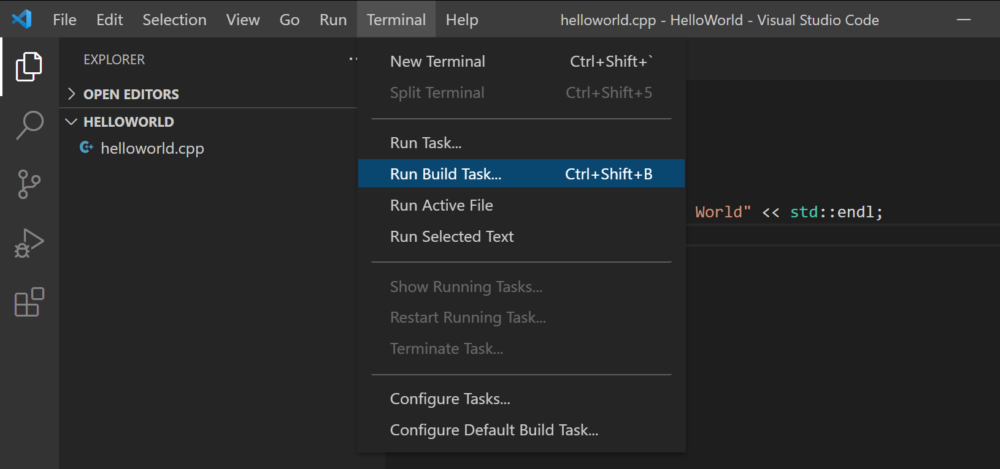 File Edit Selection View Go Run Terminal Help helloworld.cpp - HelloWorld - Visual Studio Code
EXPLORER
OPEN EDITORS
HELLOWORLD
helloworld.cpp
New Terminal Ctrl+Shift+`
Split Terminal Ctrl+Shift+5
Run Task...
Run Build Task... Ctrl+Shift+B
Run Active File
Run Selected Text
Show Running Tasks...
Restart Running Task...
Terminate Task...
Configure Tasks...
Configure Default Build Task...
World" << std::endl;